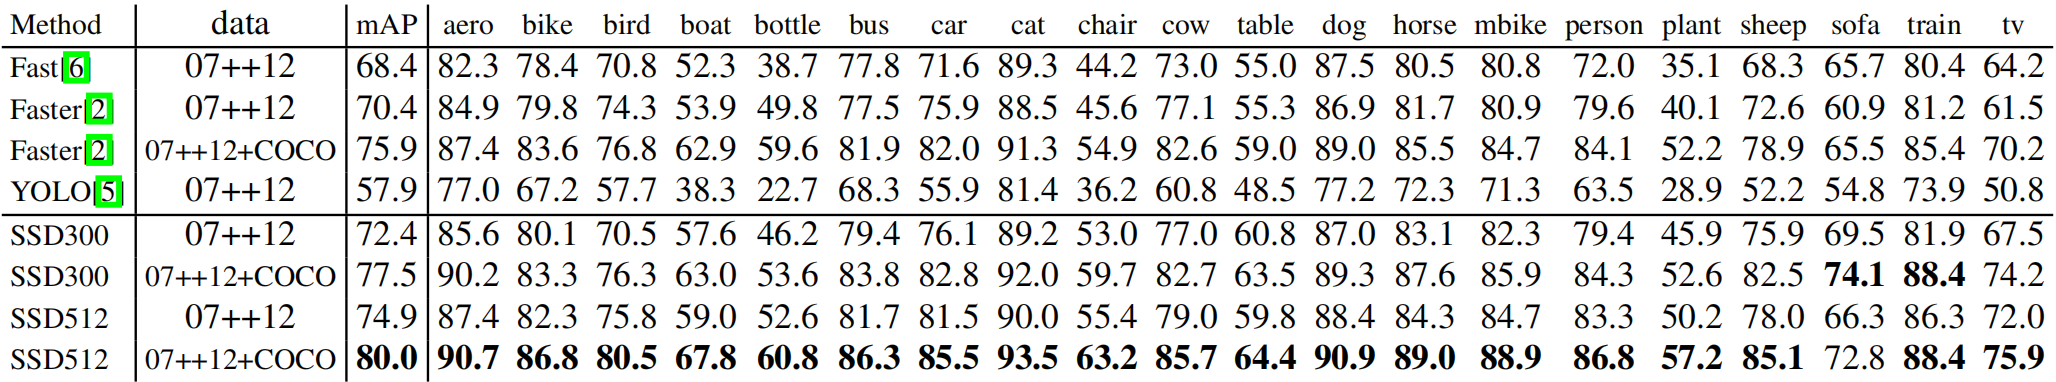 Method data mAP aero bike bird boat bottle bus car cat chair cow table dog horse mbike person plant sheep sofa train tv
Fast[6] 07++12 68.4 82.3 78.4 70.8 52.3 38.7 77.8 71.6 89.3 44.2 73.0 55.0 87.5 80.5 80.8 72.0 35.1 68.3 65.7 80.4 64.2
Faster[2] 07++12 70.4 84.9 79.8 74.3 53.9 49.8 77.5 75.9 88.5 45.6 77.1 55.3 86.9 81.7 80.9 79.6 40.1 72.6 60.9 81.2 61.5
Faster[2] 07++12+COCO 75.9 87.4 83.6 76.8 62.9 59.6 81.9 82.0 91.3 54.9 82.6 59.0 89.0 85.5 84.7 84.1 52.2 78.9 65.5 85.4 70.2
YOLO[5] 07++12 57.9 77.0 67.2 57.7 38.3 22.7 68.3 55.9 81.4 36.2 60.8 48.5 77.2 72.3 71.3 63.5 28.9 52.2 54.8 73.9 50.8
SSD300 07++12 72.4 85.6 80.1 70.5 57.6 46.2 79.4 76.1 89.2 53.0 77.0 60.8 87.0 83.1 82.3 79.4 45.9 75.9 69.5 81.9 67.5
SSD300 07++12+COCO 77.5 90.2 83.3 76.3 63.0 53.6 83.8 82.8 92.0 59.7 82.7 63.5 89.3 87.6 85.9 84.3 52.6 82.5 74.1 88.4 74.2
SSD512 07++12 74.9 87.4 82.3 75.8 59.0 52.6 81.7 81.5 90.0 55.4 79.0 59.8 88.4 84.3 84.7 83.3 50.2 78.0 66.3 86.3 72.0
SSD512 07++12+COCO 80.0 90.7 86.8 80.5 67.8 60.8 86.3 85.5 93.5 63.2 85.7 64.4 90.9 89.0 88.9 86.8 57.2 85.1 72.8 88.4 75.9